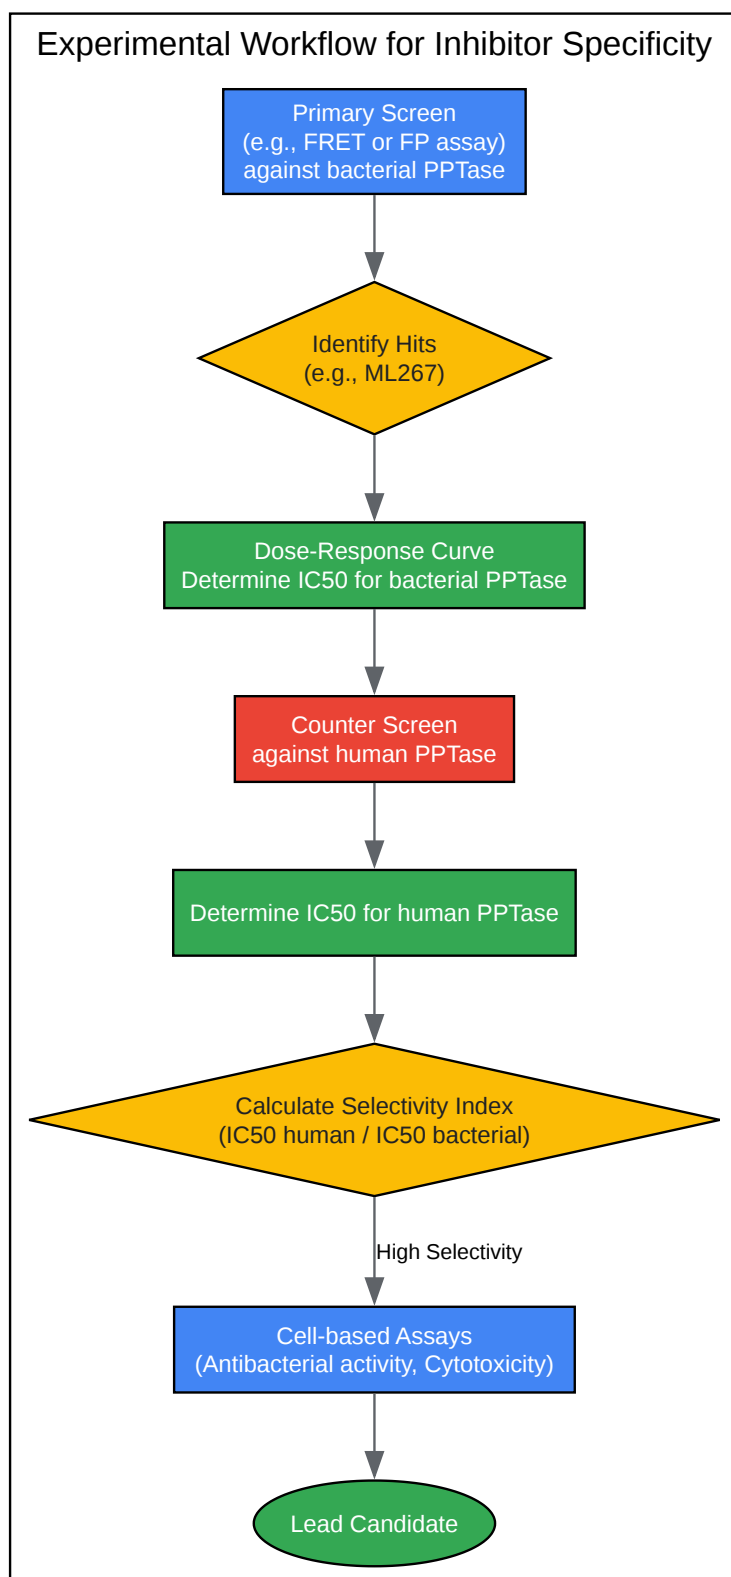 Experimental Workflow for Inhibitor Specificity
Primary Screen
(e.g., FRET or FP assay)
against bacterial PPTase
Identify Hits
(e.g., ML267)
Dose-Response Curve
Determine IC50 for bacterial PPTase
Counter Screen
against human PPTase
Determine IC50 for human PPTase
Calculate Selectivity Index
(IC50 human / IC50 bacterial)
High Selectivity
Cell-based Assays
(Antibacterial activity, Cytotoxicity)
Lead Candidate